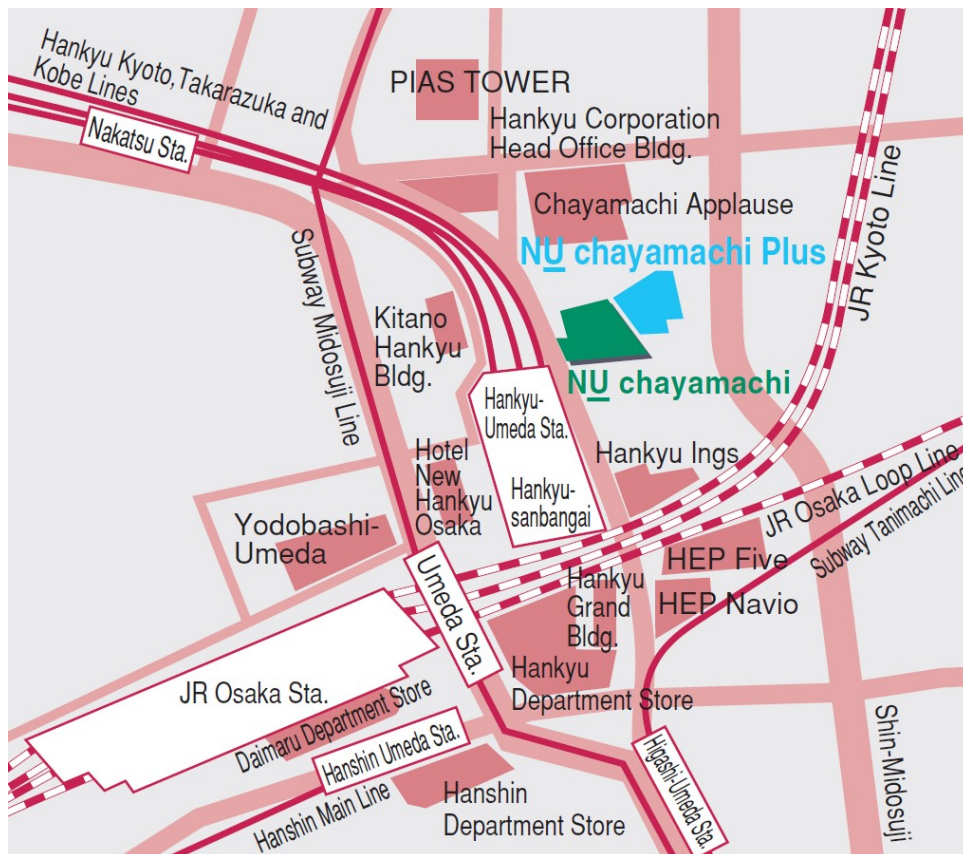 Hankyu Kyoto, Takarazuka and
Kobe Lines
Nakatsu Sta.
PIAS TOWER
Hankyu Corporation
Head Office Bldg.
Chayamachi Applause
NU chayamachi Plus
NU chayamachi
JR Kyoto Line
Subway Midosuji Line
Kitano
Hankyu
Bldg.
Hankyu-
Umeda Sta.
Hankyu-
sanbangai
Hotel
New
Hankyu
Osaka
Hankyu Ings
JR Osaka Loop Line
Subway Tanimachi Line
Yodobashi-
Umeda
Umeda Sta.
HEP Five
HEP Navio
Hankyu
Grand
Bldg.
Hankyu
Department Store
JR Osaka Sta.
Daimaru Department Store
Hanshin Umeda Sta.
Hanshin Main Line
Hanshin
Department Store
Higashi-Umeda Sta.
Shin-Midosuji